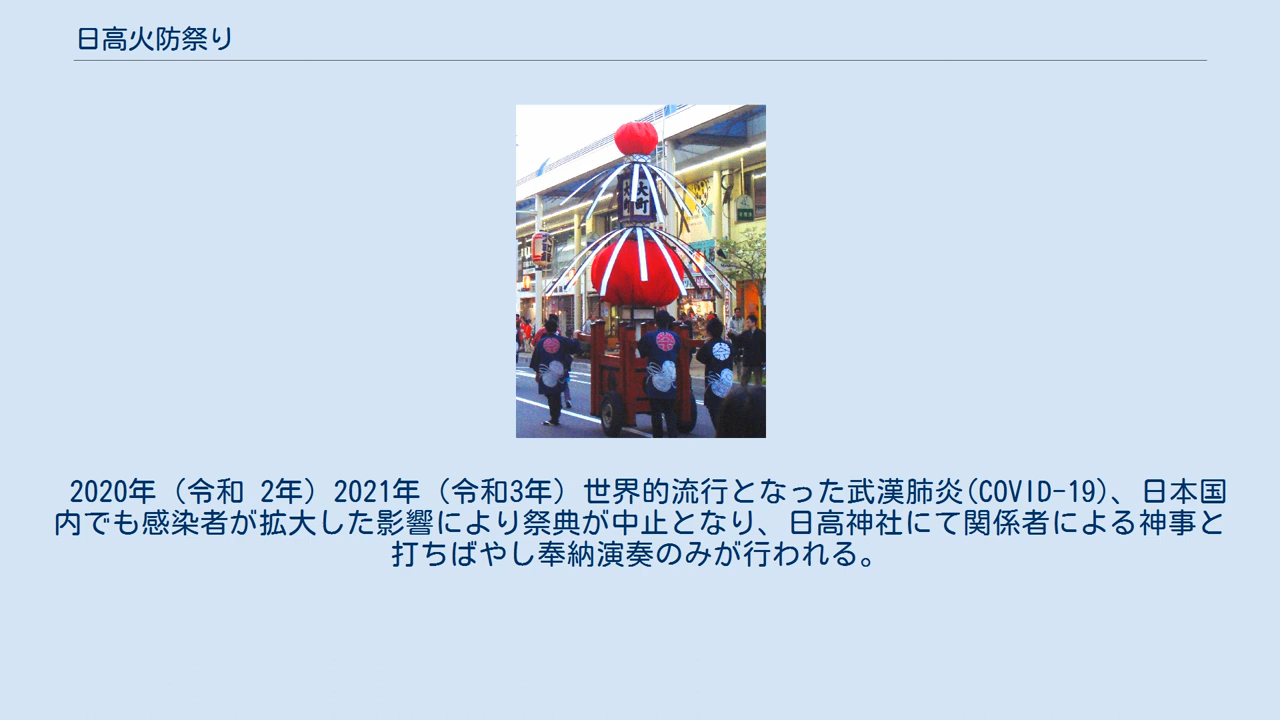 日高火防祭り
大町
2020年（令和 2年）2021年（令和3年）世界的流行となった武漢肺炎(COVID-19)、日本国
内でも感染者が拡大した影響により祭典が中止となり、日高神社にて関係者による神事と
打ちばやし奉納演奏のみが行われる。